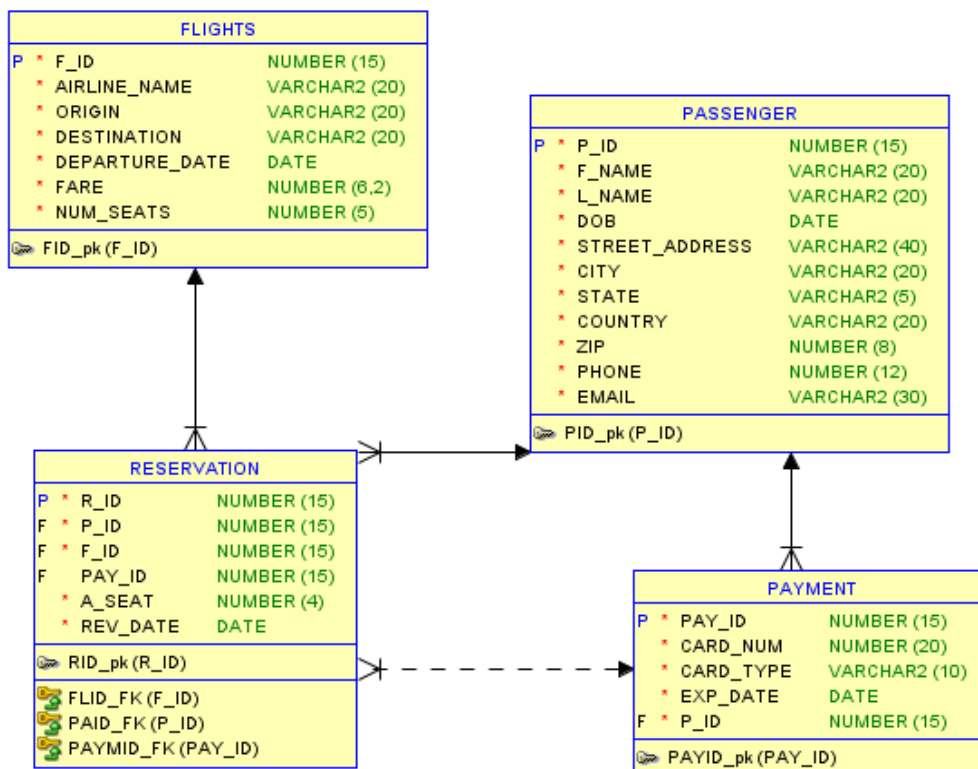 FLIGHTS
P * F_ID NUMBER (15)
* AIRLINE_NAME VARCHAR2 (20)
* ORIGIN VARCHAR2 (20)
* DESTINATION VARCHAR2 (20)
* DEPARTURE_DATE DATE
* FARE NUMBER (6,2)
* NUM_SEATS NUMBER (5)
FID_pk (F_ID)
PASSENGER
P * P_ID NUMBER (15)
* F_NAME VARCHAR2 (20)
* L_NAME VARCHAR2 (20)
* DOB DATE
* STREET_ADDRESS VARCHAR2 (40)
* CITY VARCHAR2 (20)
* STATE VARCHAR2 (5)
* COUNTRY VARCHAR2 (20)
* ZIP NUMBER (8)
* PHONE NUMBER (12)
* EMAIL VARCHAR2 (30)
PID_pk (P_ID)
RESERVATION
P * R_ID NUMBER (15)
F * P_ID NUMBER (15)
F * F_ID NUMBER (15)
F PAY_ID NUMBER (15)
* A_SEAT NUMBER (4)
* REV_DATE DATE
RID_pk (R_ID)
FLID_FK (F_ID)
PAID_FK (P_ID)
PAYMID_FK (PAY_ID)
PAYMENT
P * PAY_ID NUMBER (15)
* CARD_NUM NUMBER (20)
* CARD_TYPE VARCHAR2 (10)
* EXP_DATE DATE
F * P_ID NUMBER (15)
PAYID_pk (PAY_ID)